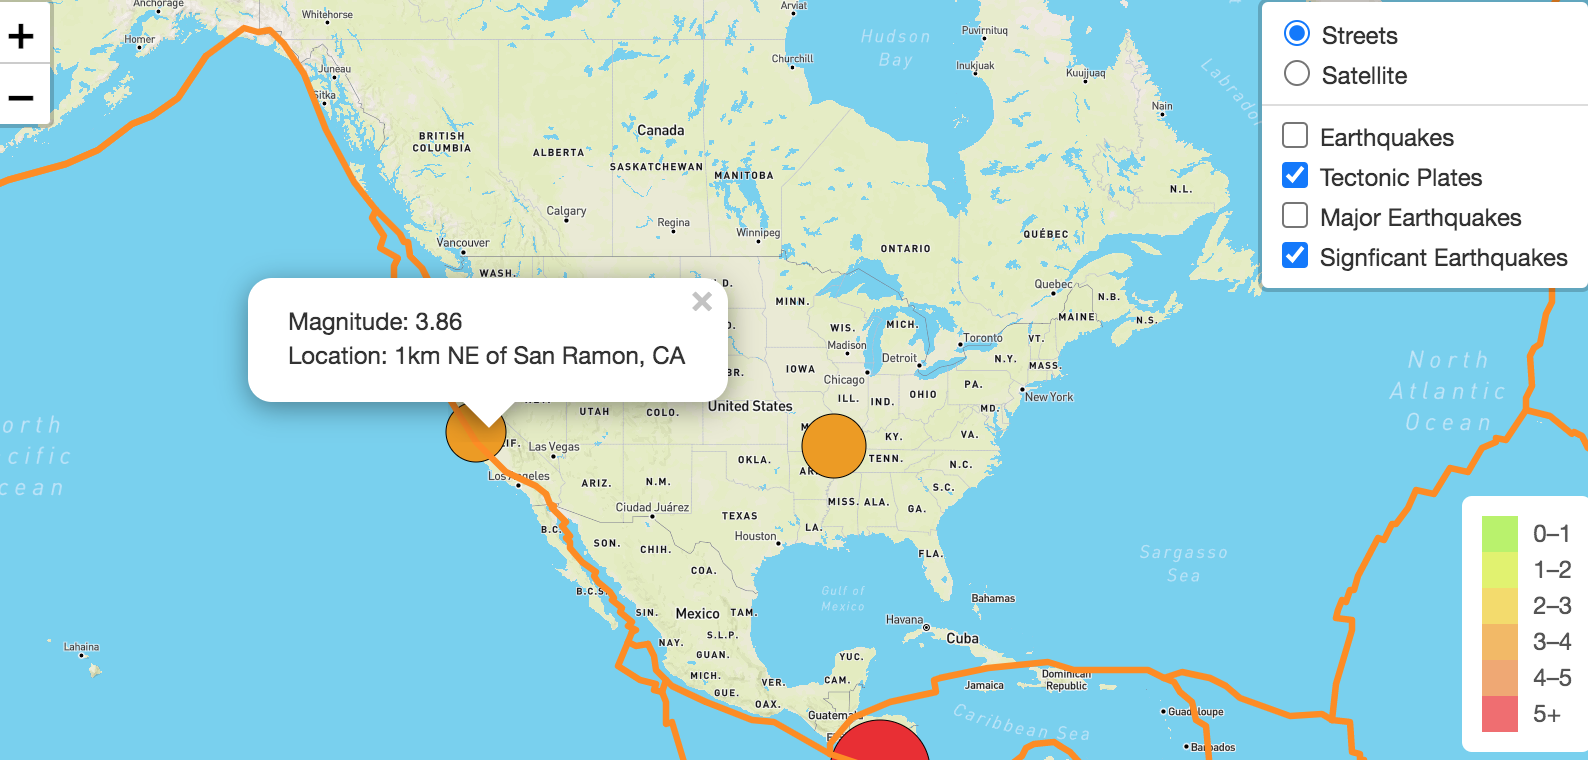 Anchorage
Whitehorse
Arviat
Homer
Hudson
Bay
Puvirnituq
Churchill
Inukjuak
Kuujjuaq
Juneau
Sitka
Nain
Labrador
BRITISH
COLUMBIA
Canada
ALBERTA
SASKATCHEWAN
MANITOBA
N.L.
Calgary
Regina
Winnipeg
Vancouver
ONTARIO
QUÉBEC
WASH.
Quebec
N.B.
MINN.
MAINE
N.S.
WIS.
MICH.
Toronto
VT.
Madison
Detroit
N.Y.
MASS.
IOWA
Chicago
PA.
ILL.
IND.
OHIO
New York
UTAH
COLO.
United States
MD.
Las Vegas
KY.
VA.
OKLA.
TENN.
N.C.
Los Angeles
ARIZ.
N.M.
S.C.
Ciudad Juárez
MISS.
ALA.
GA.
TEXAS
LA.
B.C.
Houston
SON.
CHIH.
FLA.
COA.
B.C.S.
Gulf of
Mexico
Bahamas
SIN.
Mexico
TAM.
Havana
Cuba
NAY.
S.L.P.
GUAN.
YUC.
MICH.
VER.
CAM.
GUE.
OAX.
Jamaica
Dominican
Republic
Guatemala
Caribbean Sea
Guadeloupe
Barbados
Lahaina
North
Atlantic
Ocean
Sargasso
Sea
orth
cific
cean
+
−
Magnitude: 3.86
Location: 1km NE of San Ramon, CA
×
Streets
Satellite
Earthquakes
Tectonic Plates
Major Earthquakes
Signficant Earthquakes
0–1
1–2
2–3
3–4
4–5
5+